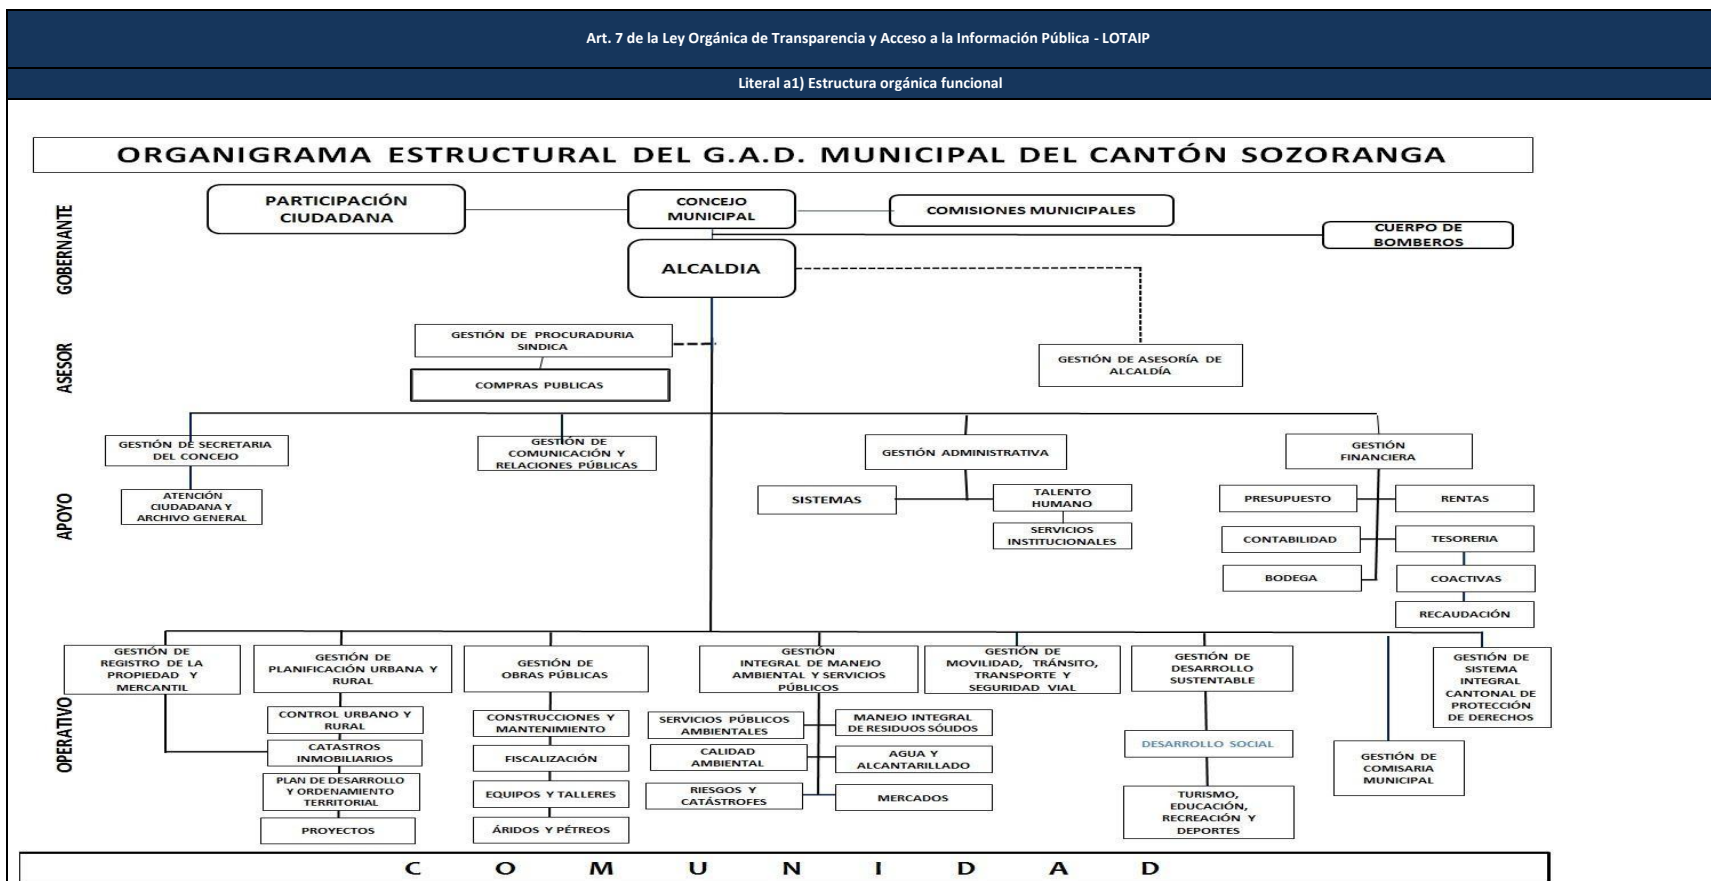 Art. 7 de la Ley Orgánica de Transparencia y Acceso a la Información Pública - LOTAIP
Literal a1) Estructura orgánica funcional
ORGANIGRAMA ESTRUCTURAL DEL G.A.D. MUNICIPAL DEL CANTÓN SOZORANGA
GOBERNANTE
PARTICIPACIÓN
CIUDADANA
CONCEJO
MUNICIPAL
COMISIONES MUNICIPALES
CUERPO DE
BOMBEROS
ALCALDIA
ASESOR
GESTIÓN DE PROCURADURIA
SINDICA
COMPRAS PUBLICAS
GESTIÓN DE ASESORÍA DE
ALCALDÍA
APOYO
GESTIÓN DE SECRETARIA
DEL CONCEJO
ATENCIÓN
CIUDADANA Y
ARCHIVO GENERAL
GESTIÓN DE
COMUNICACIÓN Y
RELACIONES PÚBLICAS
GESTIÓN ADMINISTRATIVA
SISTEMAS
TALENTO
HUMANO
SERVICIOS
INSTITUCIONALES
GESTIÓN
FINANCIERA
PRESUPUESTO
RENTAS
CONTABILIDAD
TESORERIA
BODEGA
COACTIVAS
RECAUDACIÓN
OPERATIVO
GESTIÓN DE
REGISTRO DE LA
PROPIEDAD Y
MERCANTIL
GESTIÓN DE
PLANIFICACIÓN URBANA Y
RURAL
CONTROL URBANO Y
RURAL
CATASTROS
INMOBILIARIOS
PLAN DE DESARROLLO
Y ORDENAMIENTO
TERRITORIAL
PROYECTOS
GESTIÓN DE
OBRAS PÚBLICAS
CONSTRUCCIONES Y
MANTENIMIENTO
FISCALIZACIÓN
EQUIPOS Y TALLERES
ÁRIDOS Y PÉTREOS
GESTIÓN
INTEGRAL DE MANEJO
AMBIENTAL Y SERVICIOS
PÚBLICOS
SERVICIOS PÚBLICOS
AMBIENTALES
MANEJO INTEGRAL
DE RESIDUOS SÓLIDOS
CALIDAD
AMBIENTAL
AGUA Y
ALCANTARILLADO
RIESGOS Y
CATÁSTROFES
MERCADOS
GESTIÓN DE
MOVILIDAD, TRÁNSITO,
TRANSPORTE Y
SEGURIDAD VIAL
GESTIÓN DE
DESARROLLO
SUSTENTABLE
DESARROLLO SOCIAL
TURISMO,
EDUCACIÓN,
RECREACIÓN Y
DEPORTES
GESTIÓN DE
COMISARIA
MUNICIPAL
GESTIÓN DE
SISTEMA
INTEGRAL
CANTONAL DE
PROTECCIÓN
DE DERECHOS
C O M U N I D A D